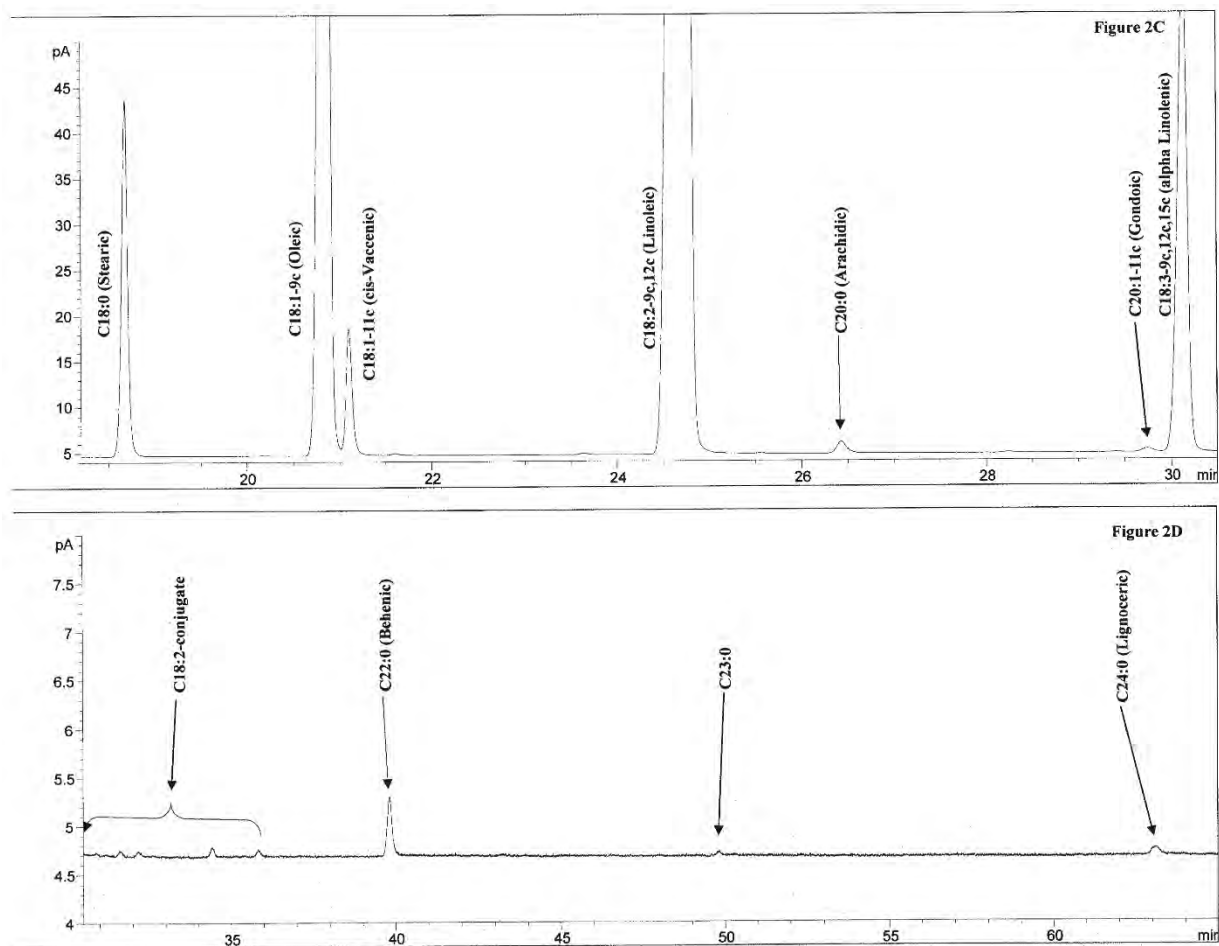 Figure 2C
pA
45
40
35
30
25
20
15
10
5
C18:0 (Stearic)
C18:1-9c (Oleic)
C18:1-11c (cis-Vaccenic)
C18:2-9c,12c (Linoleic)
C20:0 (Arachidic)
C20:1-11c (Gondoic)
C18:3-9c,12c,15c (alpha Linolenic)
20
22
24
26
28
30
min
Figure 2D
pA
7.5
7
6.5
6
5.5
5
4.5
4
C18:2-conjugate
C22:0 (Behenic)
C23:0
C24:0 (Lignoceric)
35
40
45
50
55
60
min